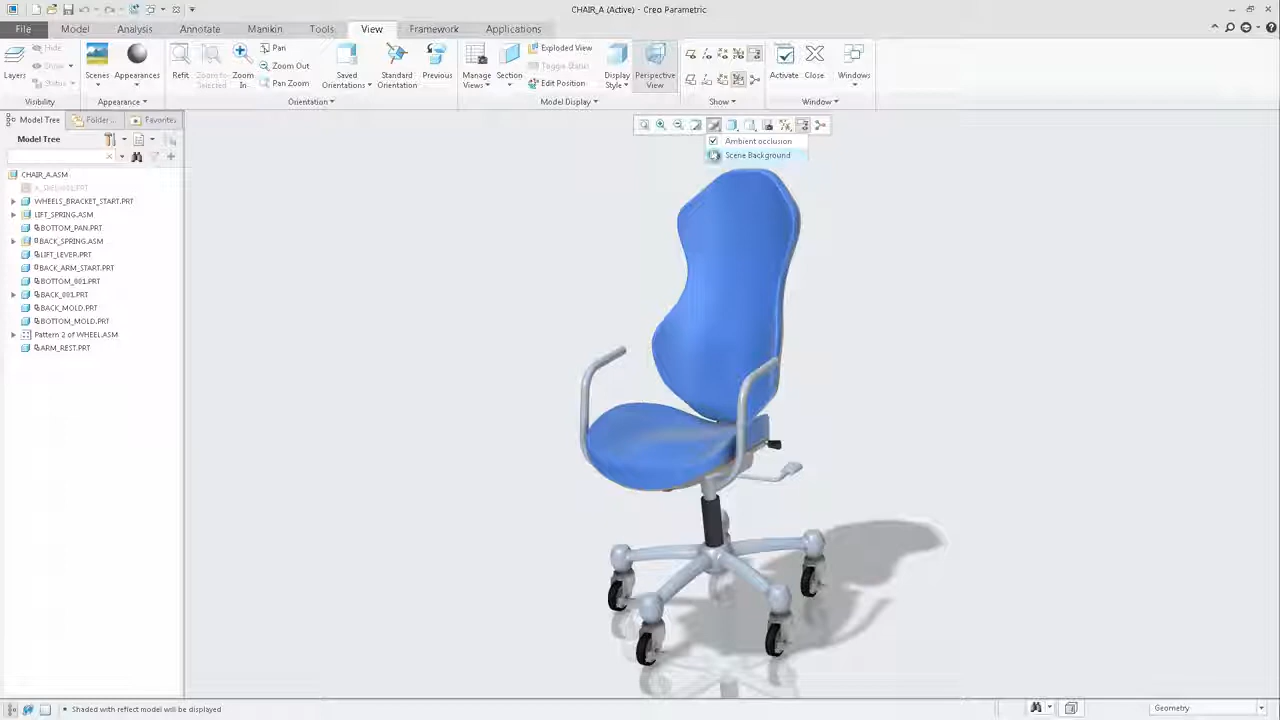 CHAIR_A (Active) - Creo Parametric
File Model Analysis Annotate Manikin Tools View Framework Applications
Layers
Hide
Show
Status
Visibility
Scenes
Appearances
Appearance
Refit
Zoom to Selected
Zoom In
Pan
Zoom Out
Pan Zoom
Saved Orientations
Standard Orientation
Previous
Orientation
Manage Views
Section
Exploded View
Toggle Status
Edit Position
Display Style
Perspective View
Model Display
Show
Activate
Close
Windows
Window
Model Tree
Folder
Favorites
Model Tree
Ambient occlusion
Scene Background
CHAIR_A.ASM
WHEELS_BRACKET_START.PRT
LIFT_SPRING.ASM
BOTTOM_PAN.PRT
BACK_SPRING.ASM
LIFT_LEVER.PRT
BACK_ARM_START.PRT
BOTTOM_001.PRT
BACK_001.PRT
BACK_MOLD.PRT
BOTTOM_MOLD.PRT
Pattern 2 of WHEEL.ASM
ARM_REST.PRT
Shaded with reflect model will be displayed
Geometry